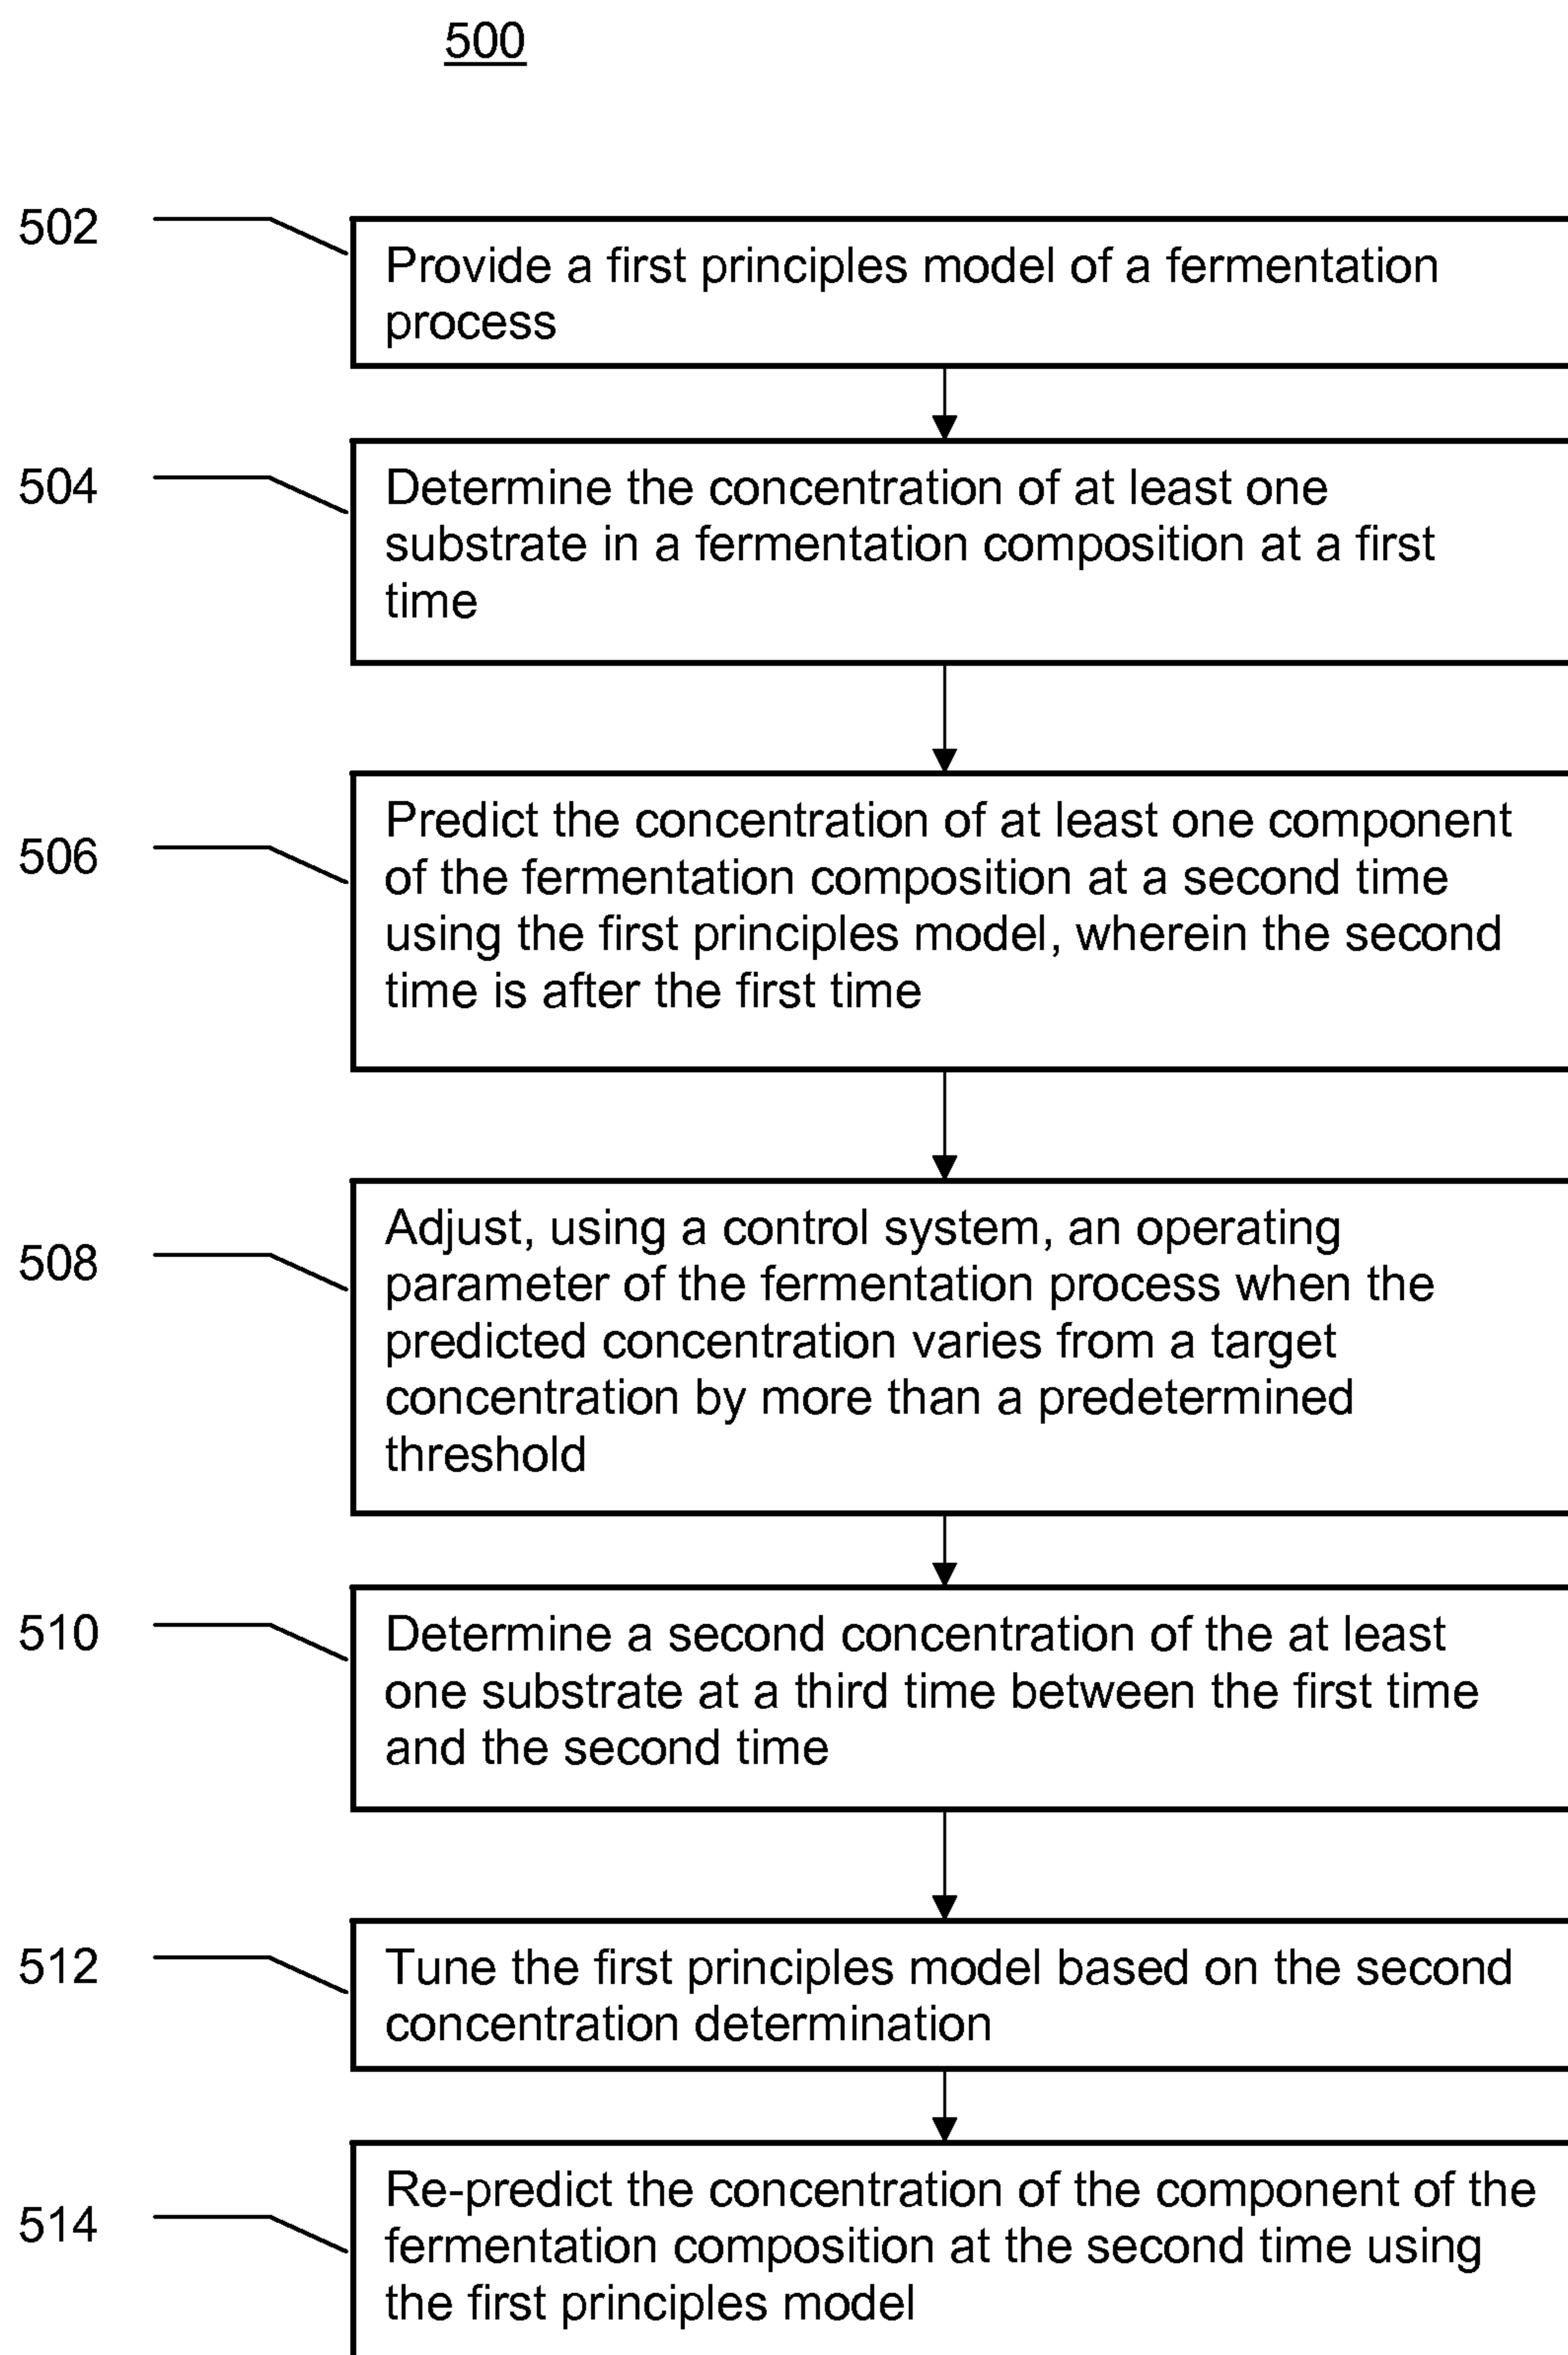 500
502
Provide a first principles model of a fermentation
process
504
Determine the concentration of at least one
substrate in a fermentation composition at a first
time
506
Predict the concentration of at least one component
of the fermentation composition at a second time
using the first principles model, wherein the second
time is after the first time
508
Adjust, using a control system, an operating
parameter of the fermentation process when the
predicted concentration varies from a target
concentration by more than a predetermined
threshold
510
Determine a second concentration of the at least
one substrate at a third time between the first time
and the second time
512
Tune the first principles model based on the second
concentration determination
514
Re-predict the concentration of the component of the
fermentation composition at the second time using
the first principles model